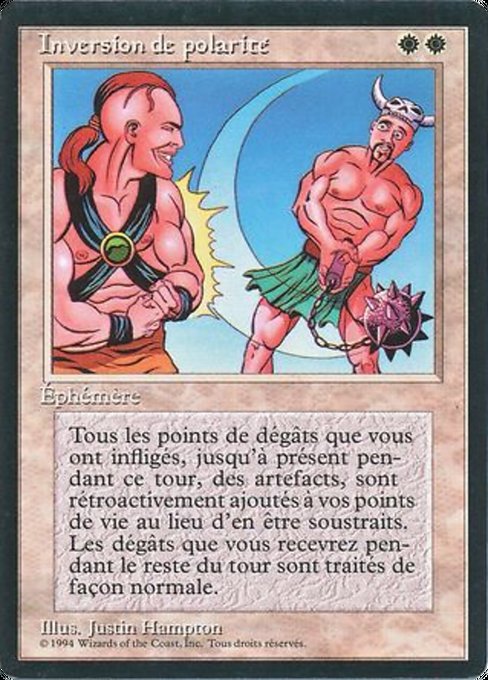 Inversion de polarité
Éphémère
Tous les points de dégâts que vous
ont infligés, jusqu'à présent pen-
dant ce tour, des artefacts, sont
rétroactivement ajoutés à vos points
de vie au lieu d'en être soustraits.
Les dégâts que vous recevrez pen-
dant le reste du tour sont traités de
façon normale.
Illus. Justin Hampton
© 1994 Wizards of the Coast, Inc. Tous droits réservés.